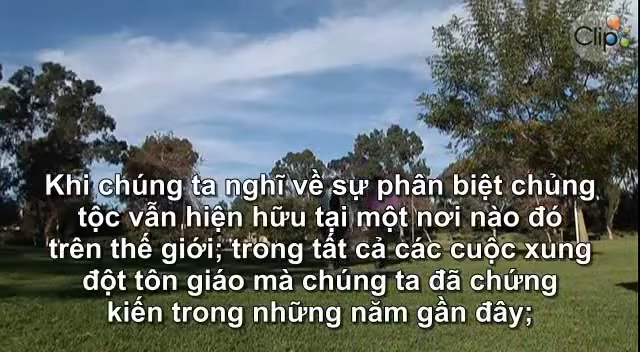 Clip
Khi chúng ta nghĩ về sự phân biệt chủng
tộc vẫn hiện hữu tại một nơi nào đó
trên thế giới; trong tất cả các cuộc xung
đột tôn giáo mà chúng ta đã chứng
kiến trong những năm gần đây;